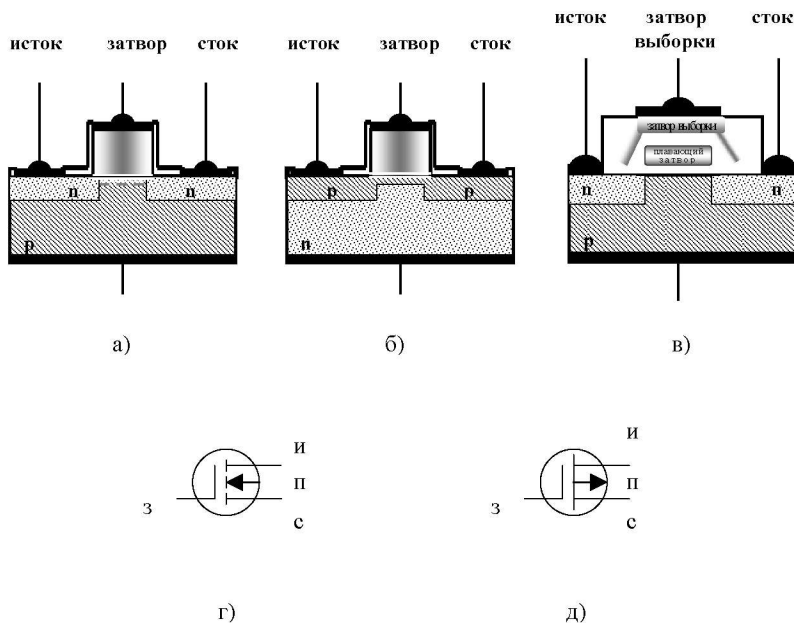 исток затвор сток
n n
p
а)
исток затвор сток
p p
n
б)
исток затвор выборки сток
затвор выборки
плавающий
затвор
n n
p
в)
и
п
з
с
г)
и
п
з
с
д)